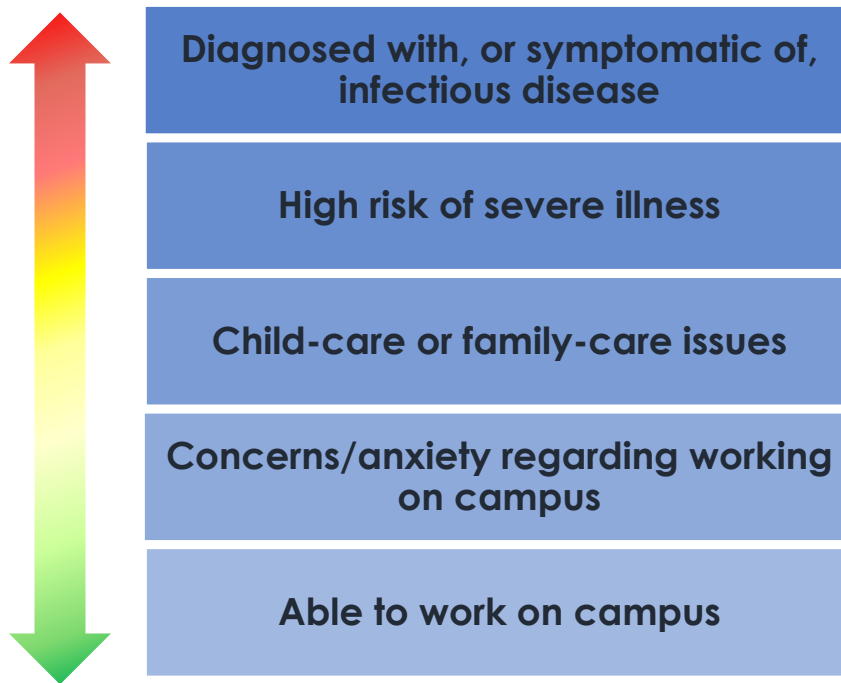 Diagnosed with, or symptomatic of,
infectious disease
High risk of severe illness
Child-care or family-care issues
Concerns/anxiety regarding working
on campus
Able to work on campus